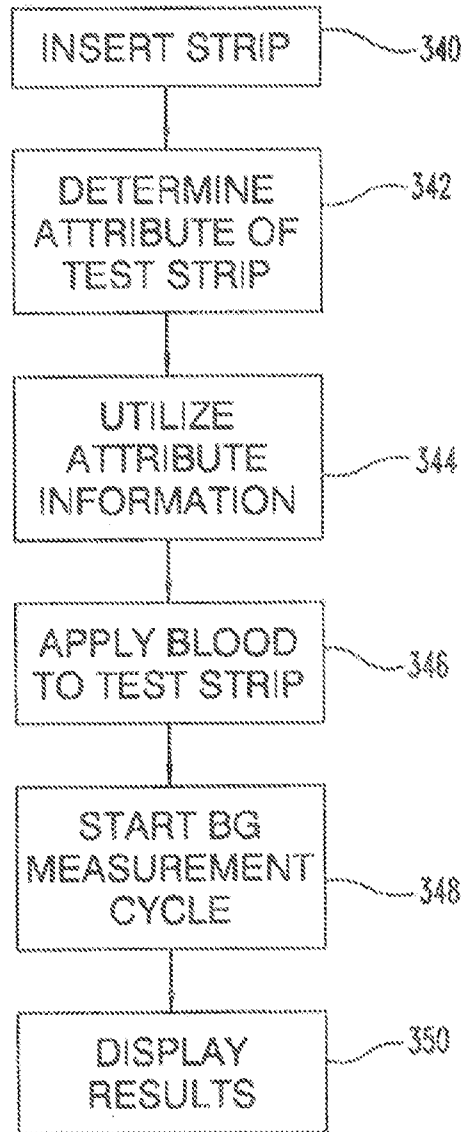 INSERT STRIP
340
DETERMINE
ATTRIBUTE OF
TEST STRIP
342
UTILIZE
ATTRIBUTE
INFORMATION
344
APPLY BLOOD
TO TEST STRIP
346
START BG
MEASUREMENT
CYCLE
348
DISPLAY
RESULTS
350